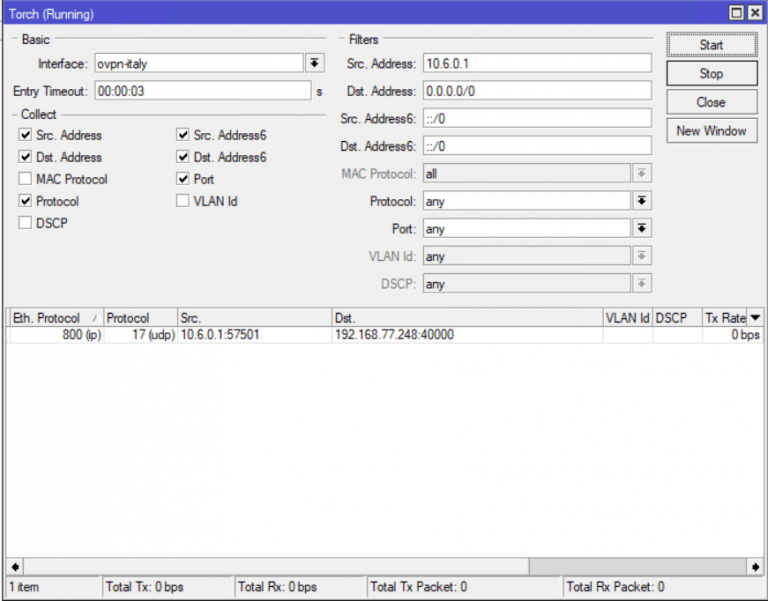 Torch (Running)
Basic
Interface: ovpn-italy
Entry Timeout: 00:00:03 s
Collect
Src. Address Src. Address6
Dst. Address Dst. Address6
MAC Protocol Port
Protocol VLAN Id
DSCP
Filters
Src. Address: 10.6.0.1
Dst. Address: 0.0.0.0/0
Src. Address6: ::/0
Dst. Address6: ::/0
MAC Protocol: all
Protocol: any
Port: any
VLAN Id: any
DSCP: any
Start
Stop
Close
New Window
Eth. Protocol / Protocol Src. Dst. VLAN Id DSCP Tx Rate
800 (ip) 17 (udp) 10.6.0.1:57501 192.168.77.248:40000 0 bps
1 item Total Tx: 0 bps Total Rx: 0 bps Total Tx Packet: 0 Total Rx Packet: 0